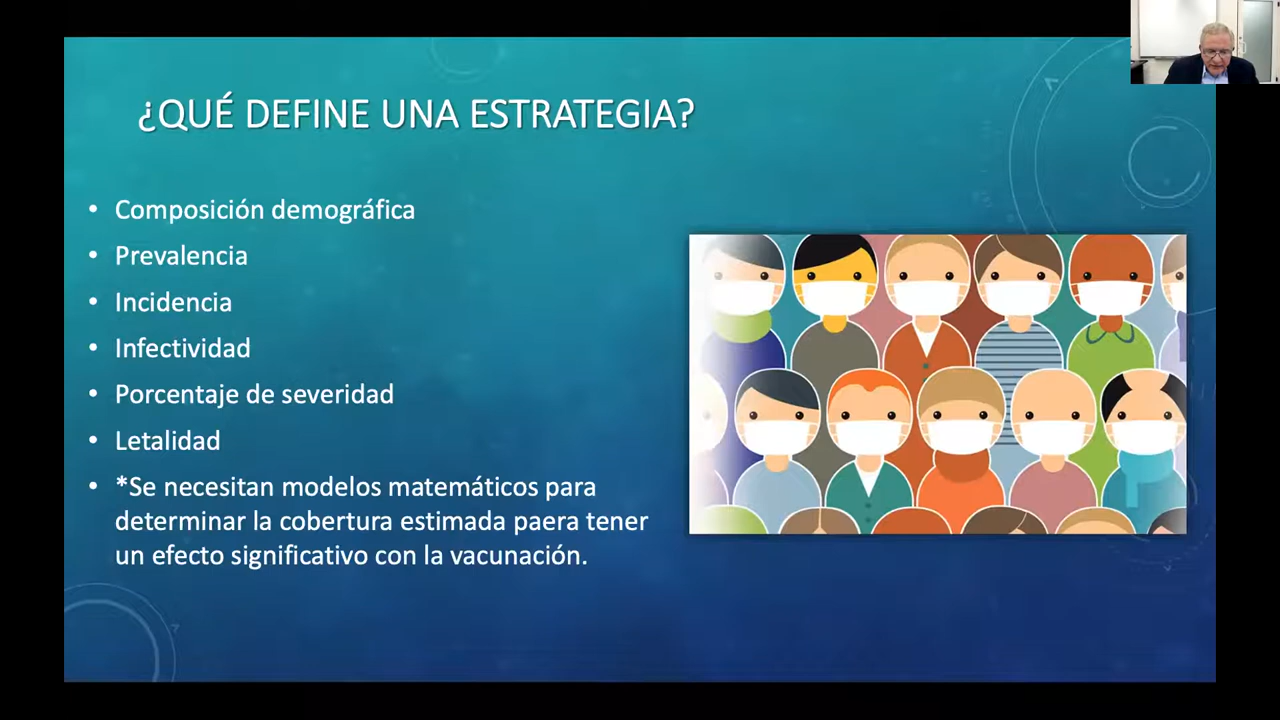 ¿QUÉ DEFINE UNA ESTRATEGIA?
• Composición demográfica
• Prevalencia
• Incidencia
• Infectividad
• Porcentaje de severidad
• Letalidad
• *Se necesitan modelos matemáticos para
determinar la cobertura estimada paera tener
un efecto significativo con la vacunación.